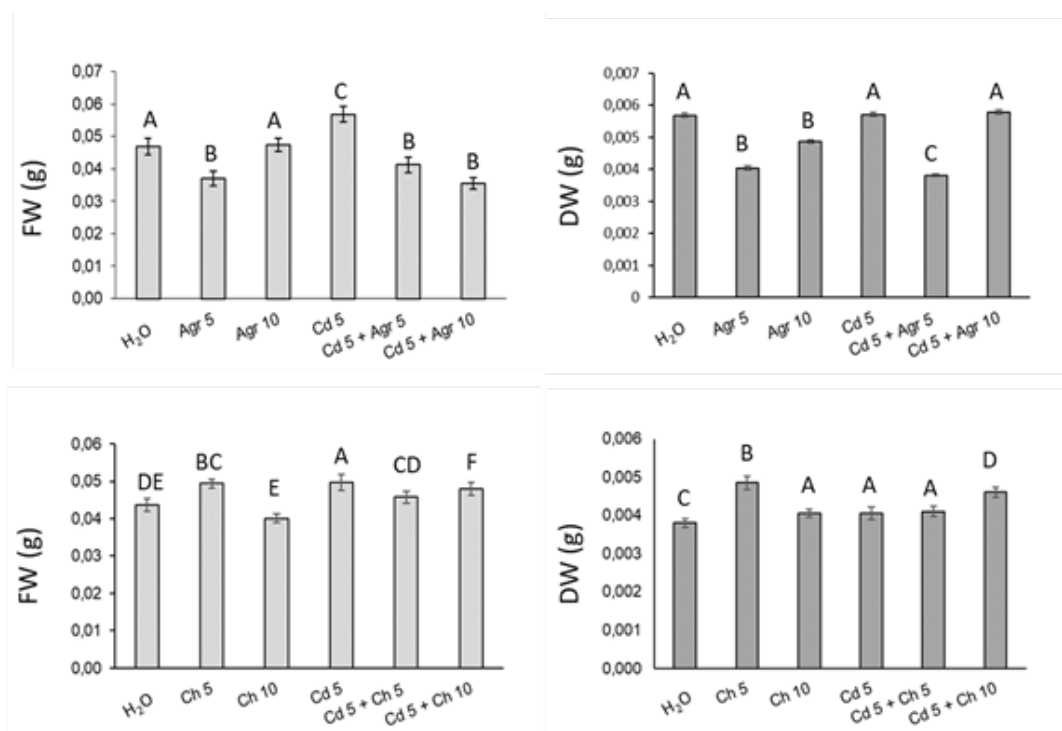 0,07
0,06
0,05
0,04
0,03
0,02
0,01
0,00
FW (g)
A
B
A
C
B
B
H₂O
Agr 5
Agr 10
Cd 5
Cd 5 + Agr 5
Cd 5 + Agr 10
0,007
0,006
0,005
0,004
0,003
0,002
0,001
0
DW (g)
A
B
B
A
C
A
H₂O
Agr 5
Agr 10
Cd 5
Cd 5 + Agr 5
Cd 5 + Agr 10
0,06
0,05
0,04
0,03
0,02
0,01
0,00
FW (g)
DE
BC
E
A
CD
F
H₂O
Ch 5
Ch 10
Cd 5
Cd 5 + Ch 5
Cd 5 + Ch 10
0,006
0,005
0,004
0,003
0,002
0,001
0,000
DW (g)
C
B
A
A
A
D
H₂O
Ch 5
Ch 10
Cd 5
Cd 5 + Ch 5
Cd 5 + Ch 10